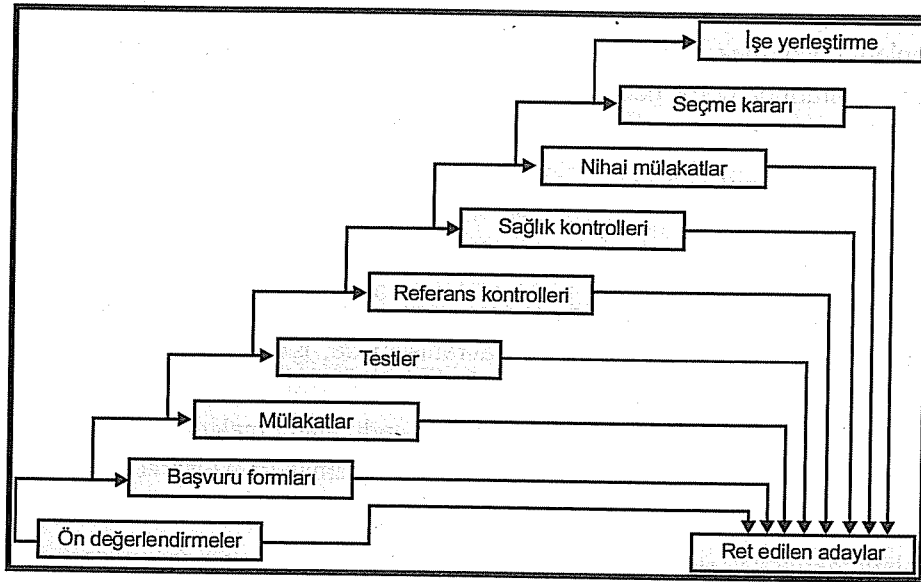 İşe yerleştirme
Seçme kararı
Nihai mülakatlar
Sağlık kontrolleri
Referans kontrolleri
Testler
Mülakatlar
Başvuru formları
Ön değerlendirmeler
Ret edilen adaylar